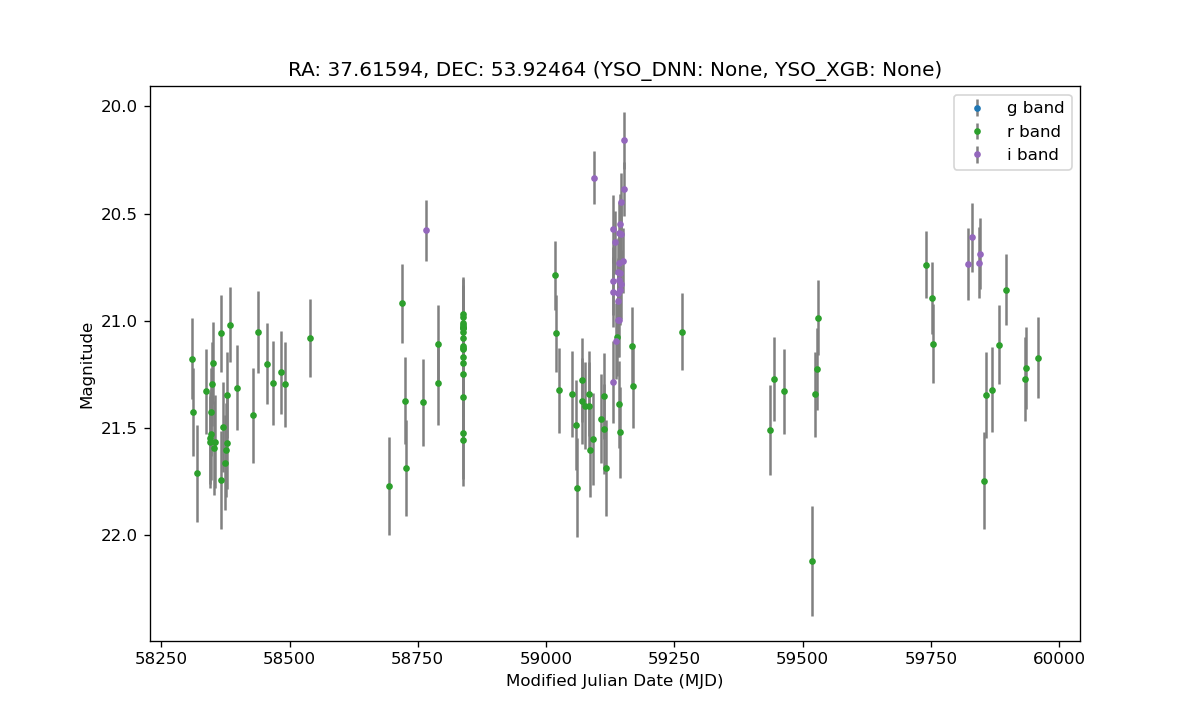 RA: 37.61594, DEC: 53.92464 (YSO_DNN: None, YSO_XGB: None)
g band
r band
i band
20.0
20.5
21.0
21.5
22.0
Magnitude
58250 58500 58750 59000 59250 59500 59750 60000
Modified Julian Date (MJD)